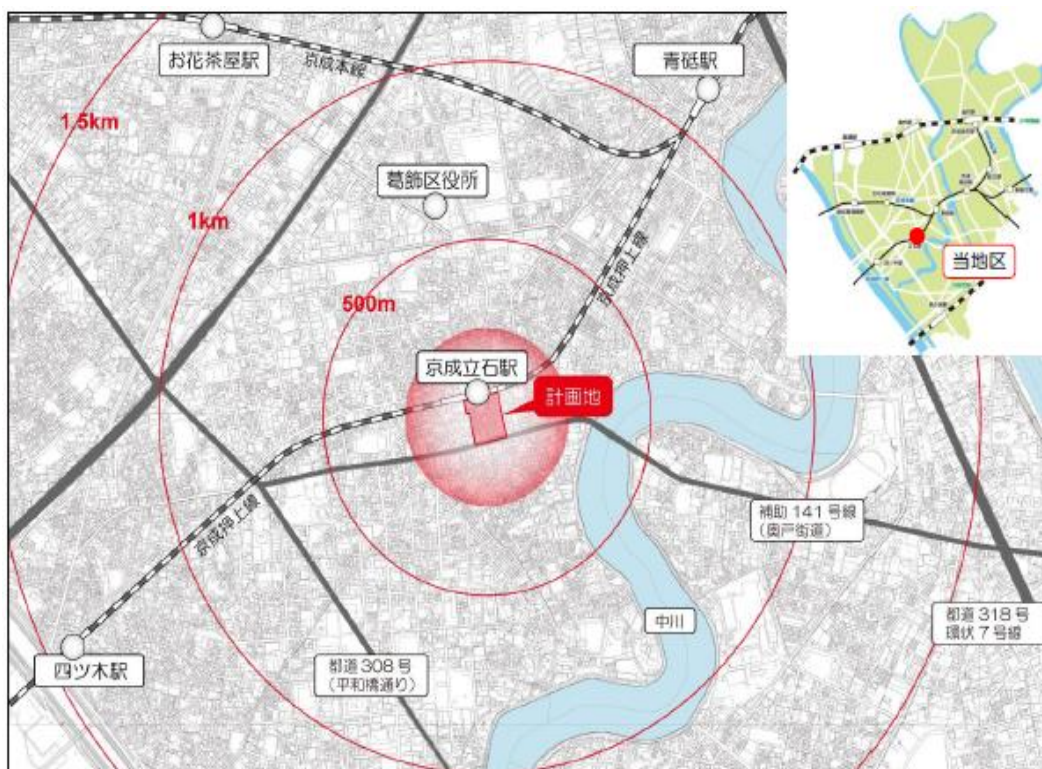 お花茶屋駅
京成本線
青砥駅
1.5km
葛飾区役所
1km
京成押上線
500m
当地区
京成立石駅
計画地
補助 141 号線
（奥戸街道）
京成押上線
中川
都道 318 号
環状 7 号線
四ツ木駅
都道 308 号
（平和橋通り）